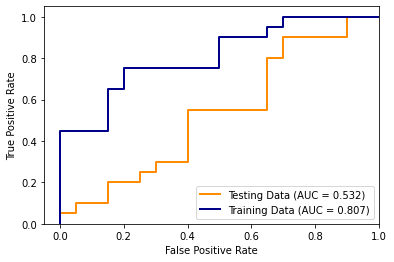 1.0
0.8
0.6
0.4
0.2
0.0
True Positive Rate
Testing Data (AUC = 0.532)
Training Data (AUC = 0.807)
0.0 0.2 0.4 0.6 0.8 1.0
False Positive Rate